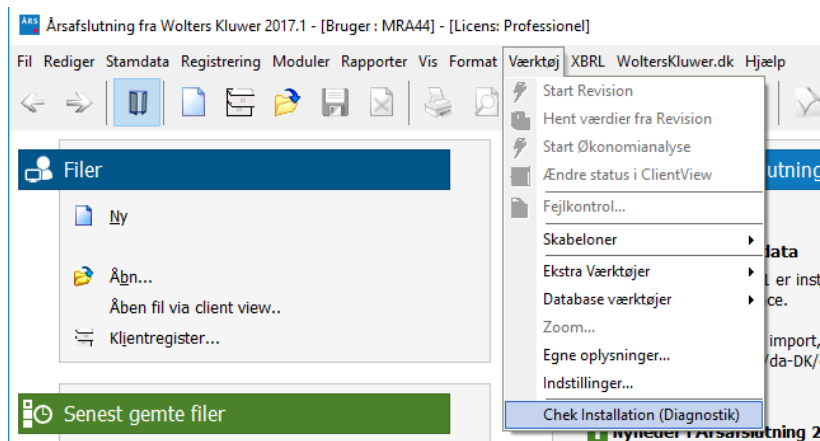 ÅRS Årsafslutning fra Wolters Kluwer 2017.1 - [Bruger : MRA44] - [Licens: Professionel]
Fil Rediger Stamdata Registrering Moduler Rapporter Vis Format Værktøj XBRL WoltersKluwer.dk Hjælp
Start Revision
Hent værdier fra Revision
Start Økonomianalyse
Ændre status i ClientView
Fejlkontrol...
Skabeloner
Ekstra Værktøjer
Database værktøjer
Zoom...
Egne oplysninger...
Indstillinger...
Chek Installation (Diagnostik)
Filer
Ny
Åbn...
Åben fil via client view..
Klientregister...
Senest gemte filer
utning
data
1 er inst
ce.
import,
/da-DK/
Nyheder i Årsafslutning 2